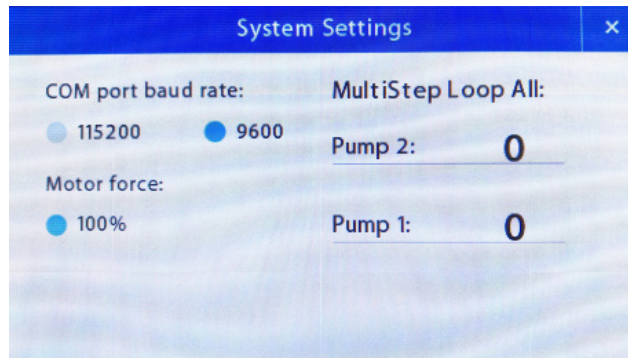 System Settings ×
COM port baud rate:
115200 9600
Motor force:
100%
MultiStep Loop All:
Pump 2: 0
Pump 1: 0